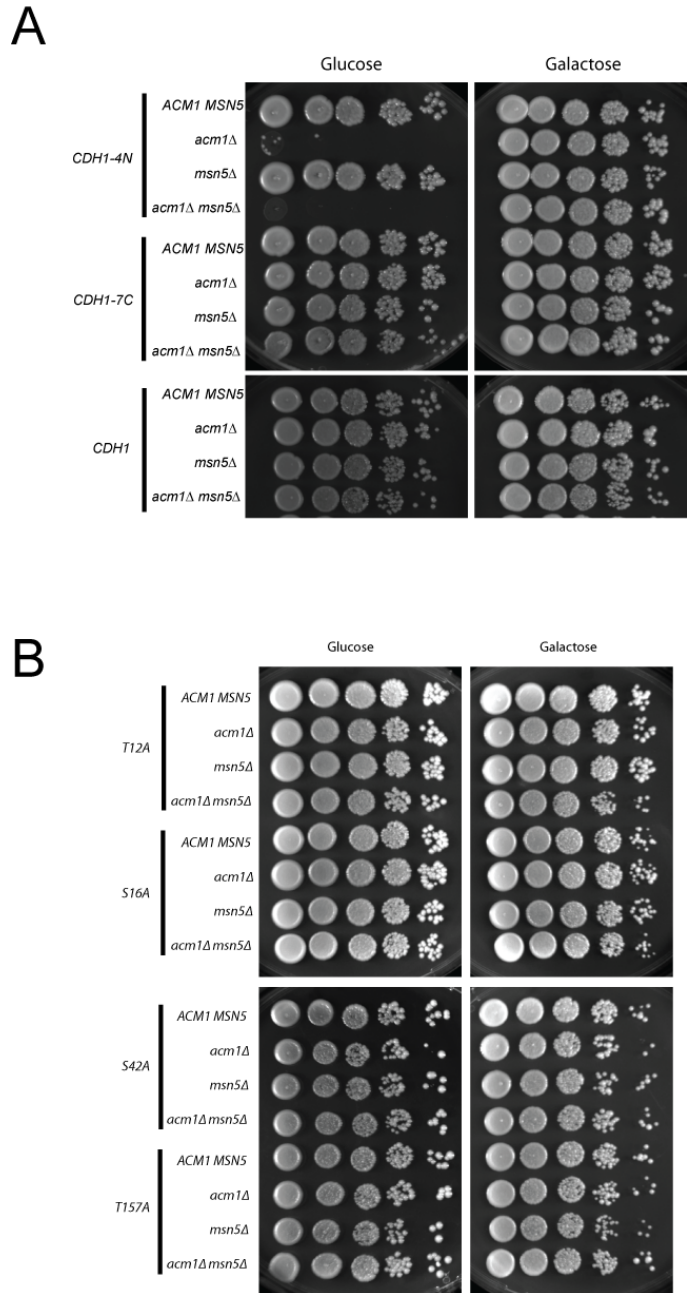 A
Glucose Galactose
CDH1-4N
ACM1 MSN5
acm1Δ
msn5Δ
acm1Δ msn5Δ
CDH1-7C
ACM1 MSN5
acm1Δ
msn5Δ
acm1Δ msn5Δ
CDH1
ACM1 MSN5
acm1Δ
msn5Δ
acm1Δ msn5Δ
B
Glucose Galactose
T12A
ACM1 MSN5
acm1Δ
msn5Δ
acm1Δ msn5Δ
S16A
ACM1 MSN5
acm1Δ
msn5Δ
acm1Δ msn5Δ
S42A
ACM1 MSN5
acm1Δ
msn5Δ
acm1Δ msn5Δ
T157A
ACM1 MSN5
acm1Δ
msn5Δ
acm1Δ msn5Δ